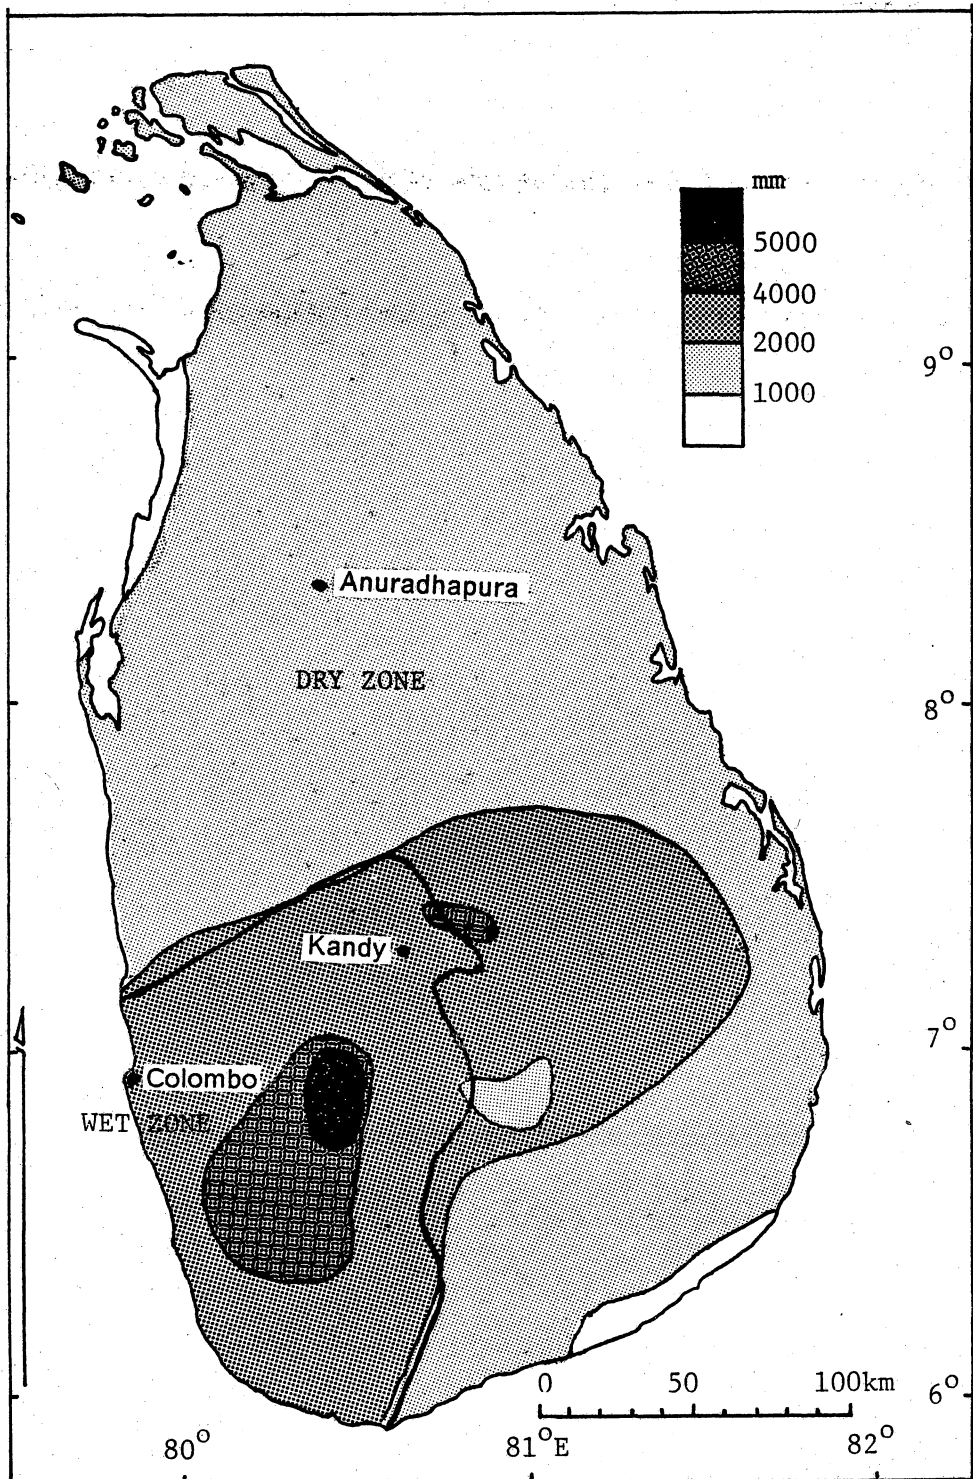 mm
5000
4000
2000
9°
1000
Anuradhapura
DRY ZONE
8°
Kandy
7°
Colombo
WET ZONE
0 50 100km
6°
80° 81°E 82°